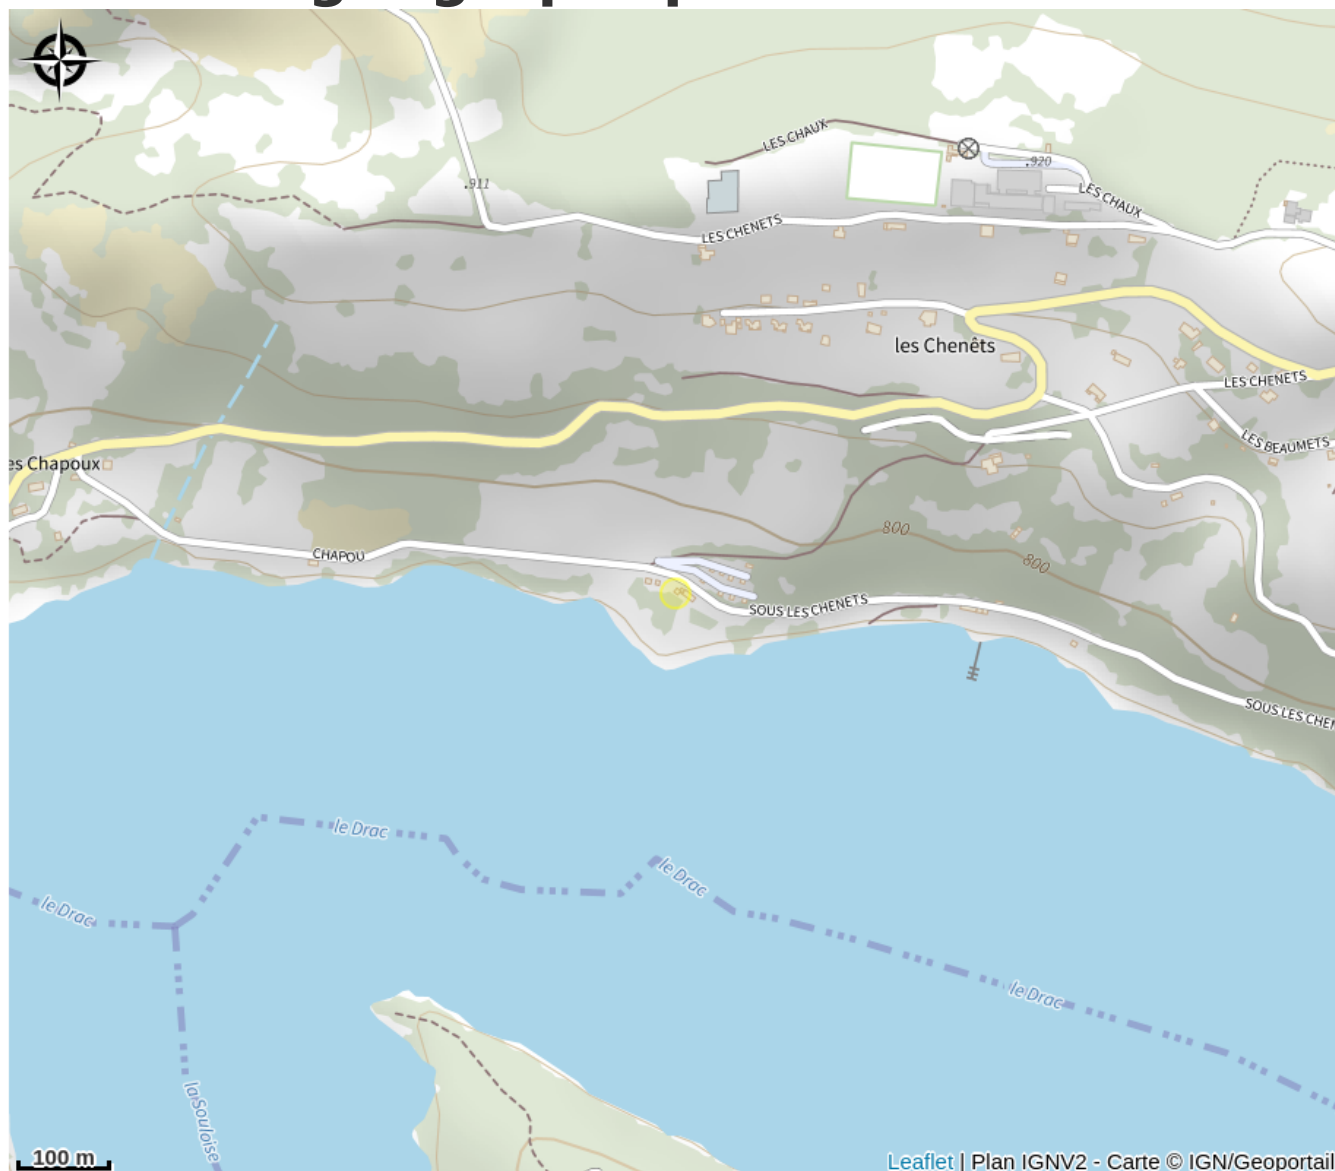 LES CHAUX
.920
.911
LES CHAUX
LES CHENETS
les Chenêts
LES CHENETS
LES BEAUMETS
es Chapoux
800
CHAPOU
800
SOUS LES CHENETS
SOUS LES CHEN
le Drac
le Drac
le Drac
le Drac
la Souloise
100 m
Leaflet | Plan IGNV2 - Carte © IGN/Geoportail